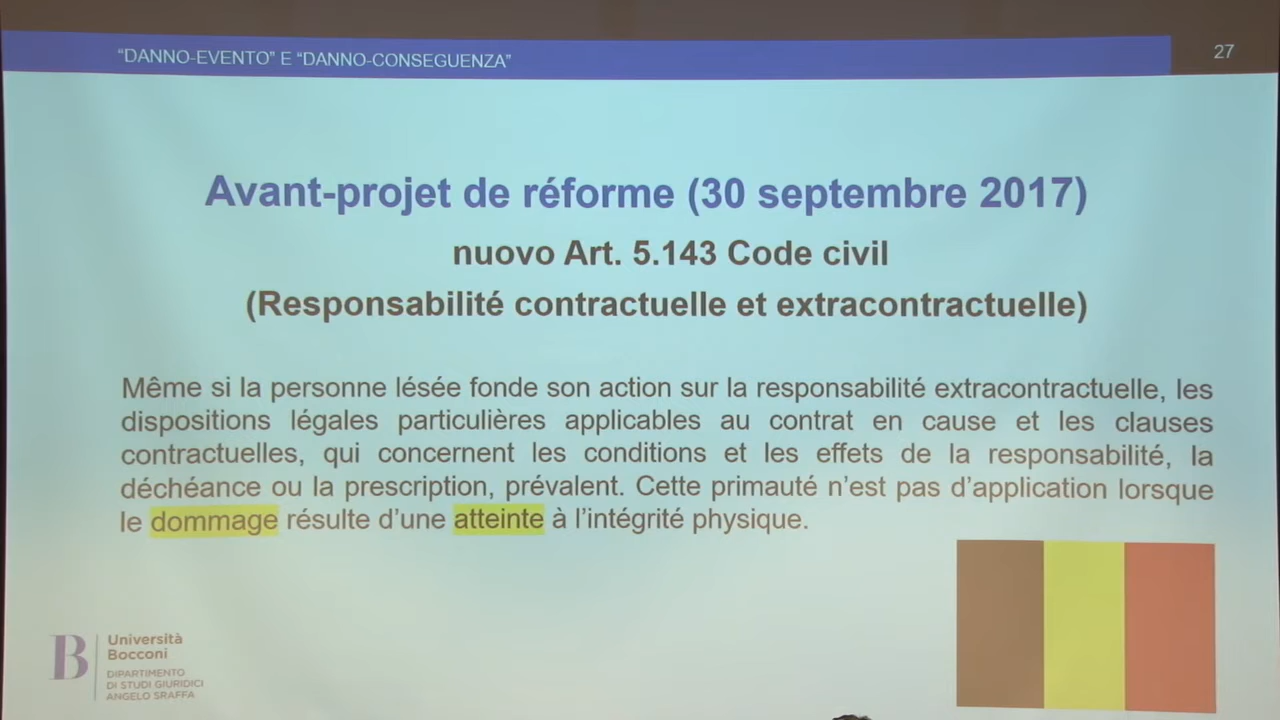 “DANNO-EVENTO” E “DANNO-CONSEGUENZA”
27
Avant-projet de réforme (30 septembre 2017)
nuovo Art. 5.143 Code civil
(Responsabilité contractuelle et extracontractuelle)
Même si la personne lésée fonde son action sur la responsabilité extracontractuelle, les
dispositions légales particulières applicables au contrat en cause et les clauses
contractuelles, qui concernent les conditions et les effets de la responsabilité, la
déchéance ou la prescription, prévalent. Cette primauté n’est pas d’application lorsque
le dommage résulte d’une atteinte à l’intégrité physique.
B
Università
Bocconi
DIPARTIMENTO
DI STUDI GIURIDICI
ANGELO SRAFFA